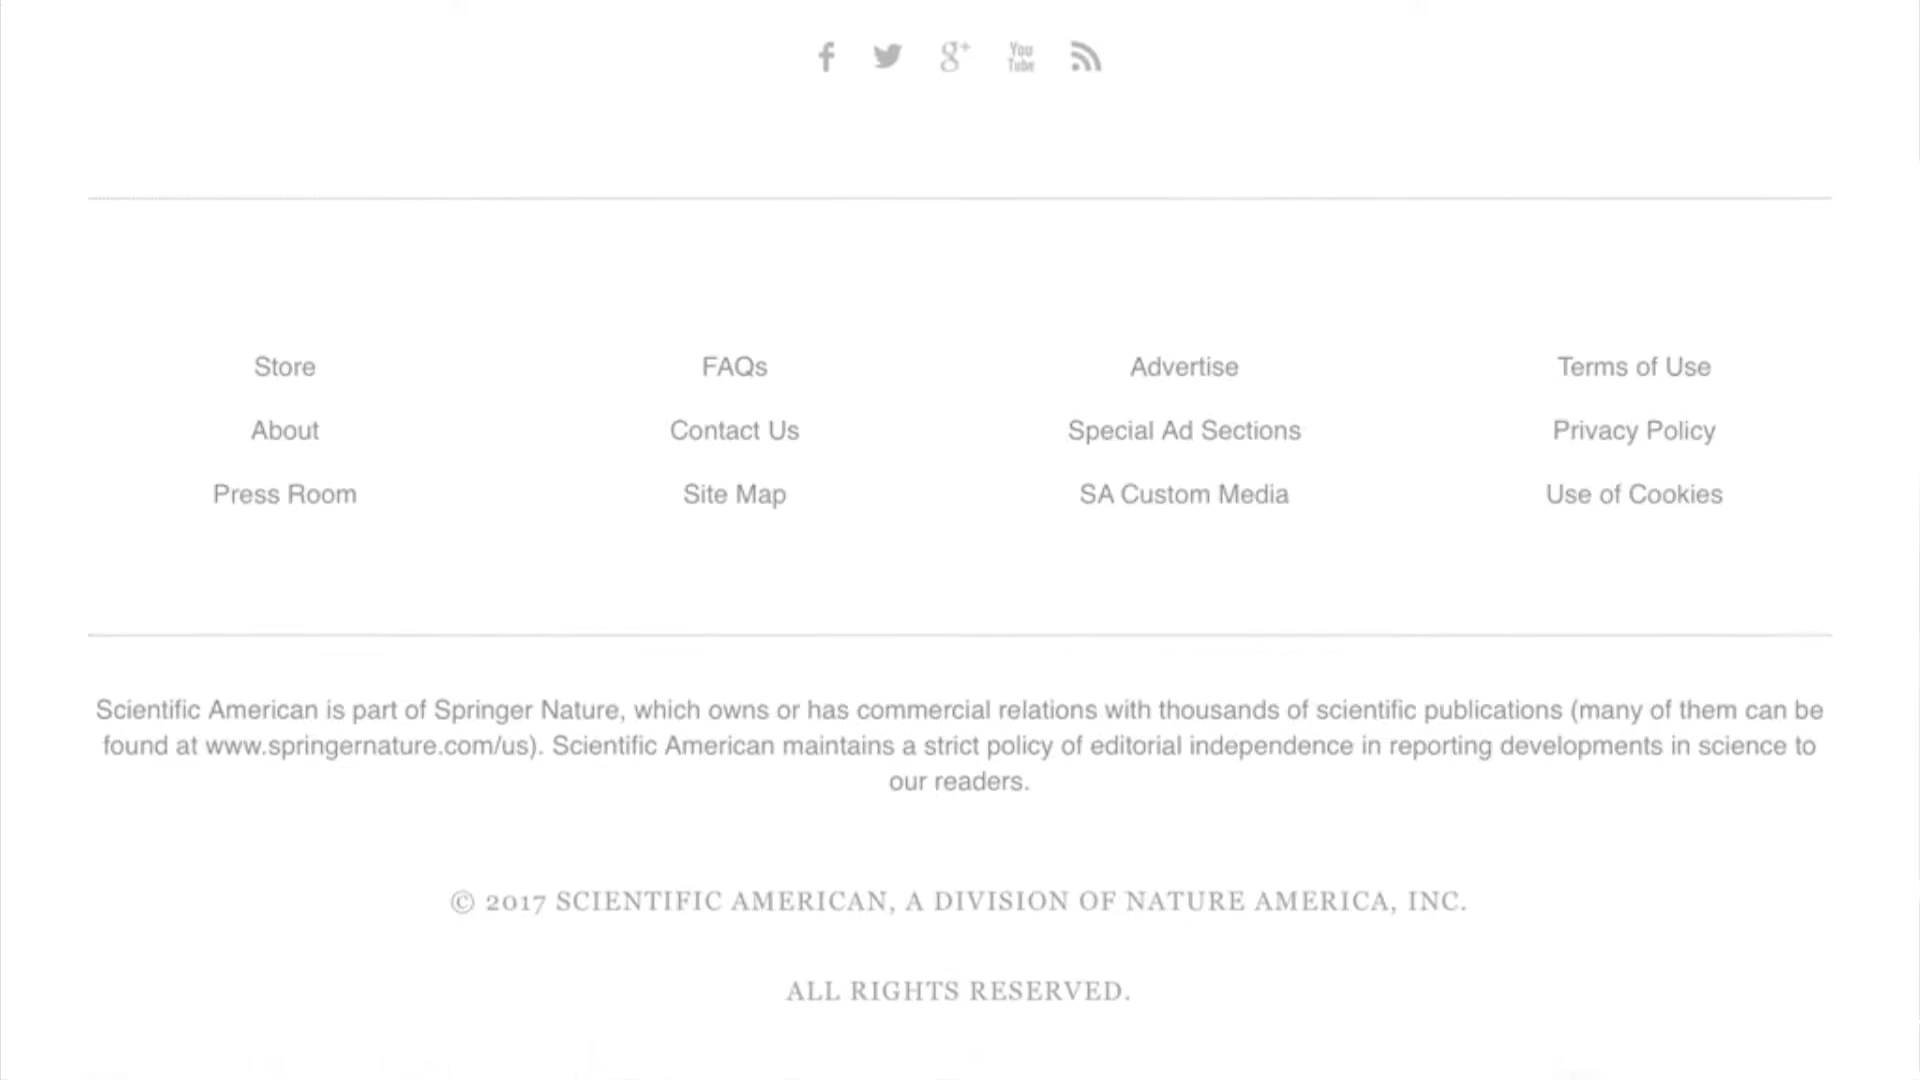 f g+ You Tube
Store FAQs Advertise Terms of Use
About Contact Us Special Ad Sections Privacy Policy
Press Room Site Map SA Custom Media Use of Cookies
Scientific American is part of Springer Nature, which owns or has commercial relations with thousands of scientific publications (many of them can be
found at www.springernature.com/us). Scientific American maintains a strict policy of editorial independence in reporting developments in science to
our readers.
© 2017 SCIENTIFIC AMERICAN, A DIVISION OF NATURE AMERICA, INC.
ALL RIGHTS RESERVED.